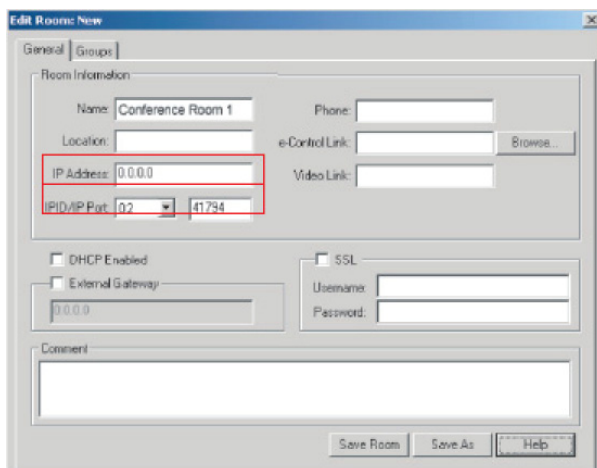 Edit Room: New
General Groups
Room Information
Name: Conference Room 1
Phone:
Location:
e-Control Link:
Browse...
IP Address: 0.0.0.0
Video Link:
IPID/IP Port: 02 41794
DHCP Enabled
SSL
External Gateway
Username:
0.0.0.0
Password:
Comment
Save Room Save As Help